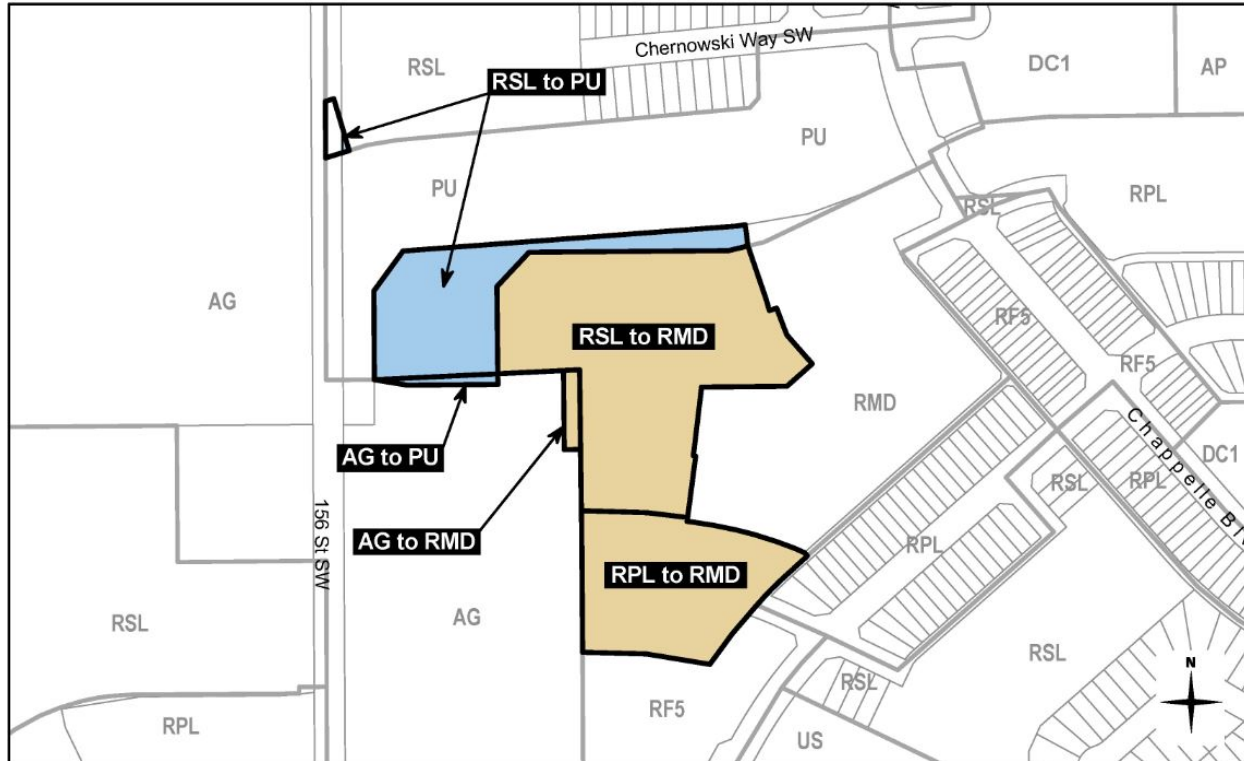 Chernowski Way SW
RSL
DC1
AP
RSL to PU
PU
PU
RSL
RPL
AG
RSL to RMD
RF5
RF5
RMD
AG to PU
DC1
Chappelle
RSL
RPL
156 St SW
AG to RMD
RPL
RPL to RMD
RSL
AG
RSL
RSL
N
RPL
RF5
US